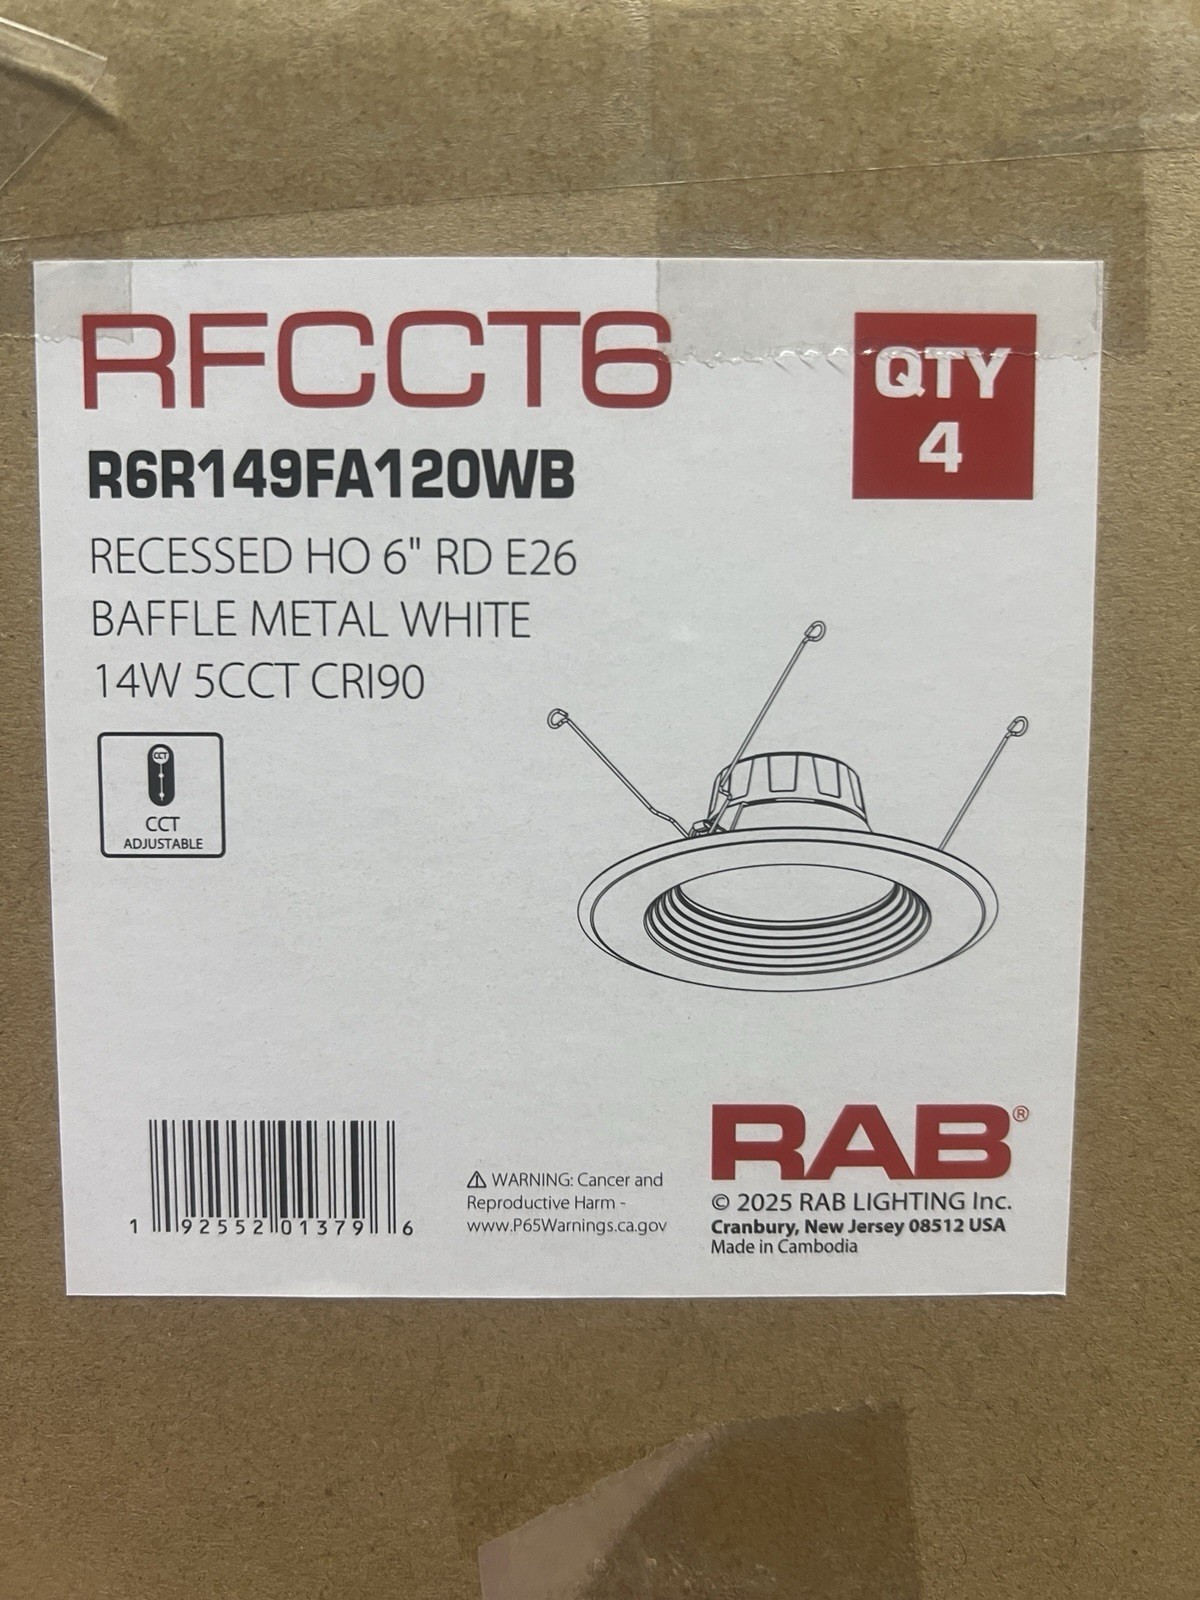 RFCCT6
QTY
4
R6R149FA120WB
RECESSED HO 6" RD E26
BAFFLE METAL WHITE
14W 5CCT CRI90
CCT
CCT
ADJUSTABLE
1 92552 01379 6
⚠ WARNING: Cancer and
Reproductive Harm -
www.P65Warnings.ca.gov
RAB®
© 2025 RAB LIGHTING Inc.
Cranbury, New Jersey 08512 USA
Made in Cambodia